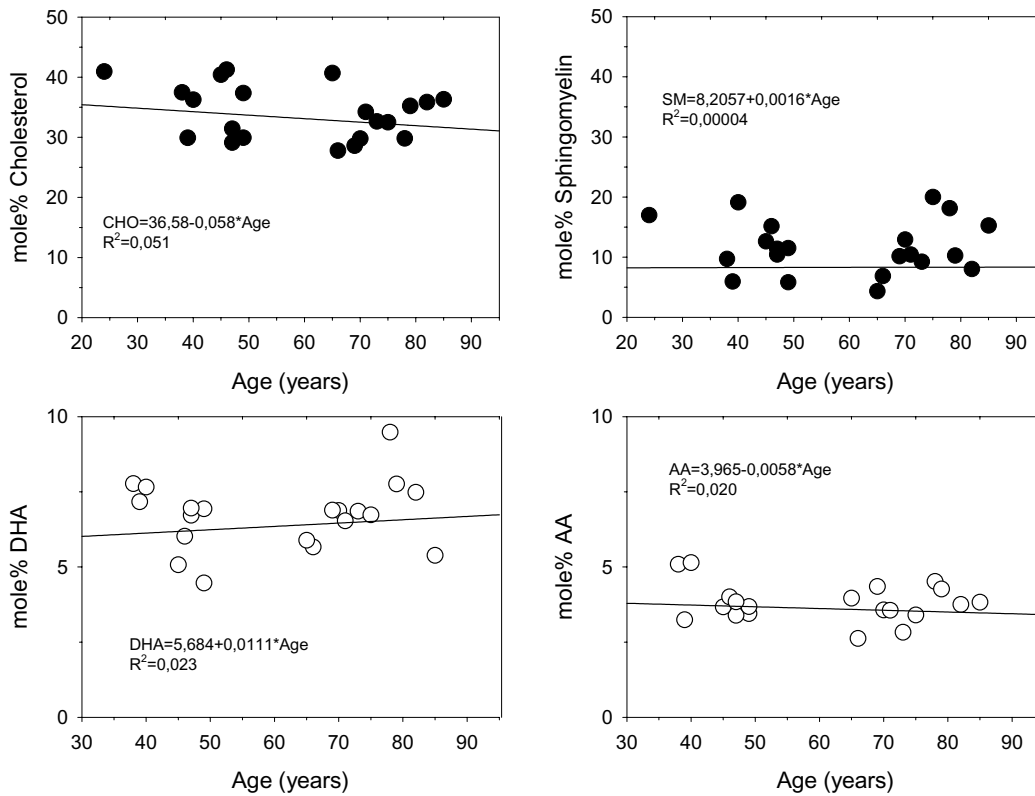 50
40
30
20
10
0
mole% Cholesterol
CHO=36,58-0,058*Age
R²=0,051
20 30 40 50 60 70 80 90
Age (years)
50
40
30
20
10
0
mole% Sphingomyelin
SM=8,2057+0,0016*Age
R²=0,00004
20 30 40 50 60 70 80 90
Age (years)
10
5
0
mole% DHA
DHA=5,684+0,0111*Age
R²=0,023
30 40 50 60 70 80 90
Age (years)
10
5
0
mole% AA
AA=3,965-0,0058*Age
R²=0,020
30 40 50 60 70 80 90
Age (years)